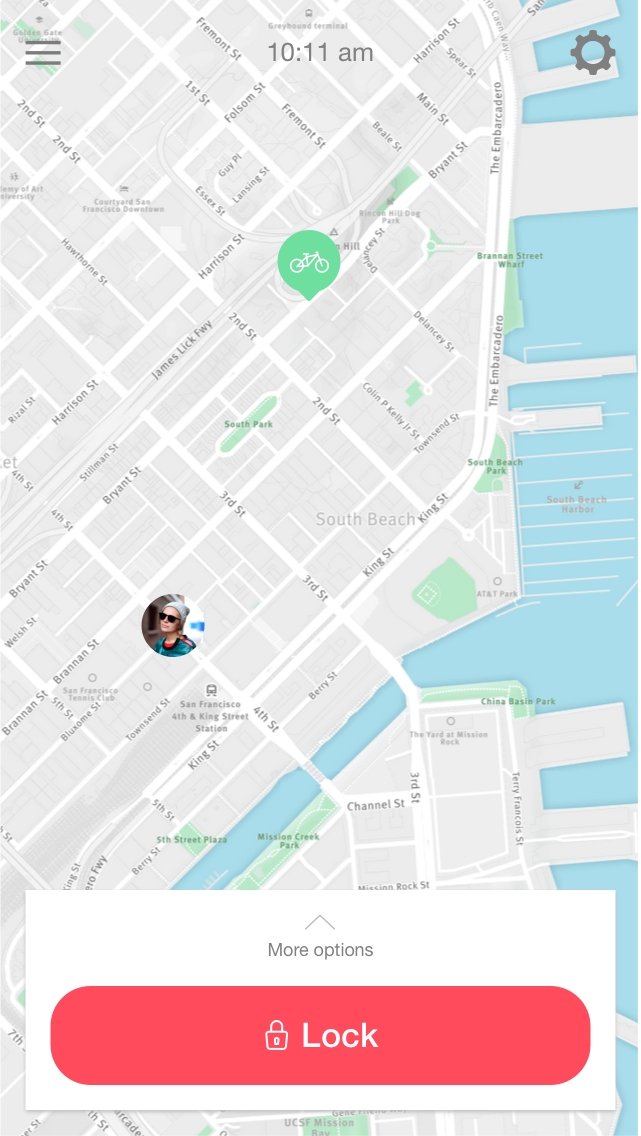 Golden Gate
University
Greyhound terminal
10:11 am
Fremont St
Harrison St
Spear St
1st St
Folsom St
Fremont St
Main St
The Embarcadero
2nd St
2nd St
Beale St
Bryant St
Guy Pl
Lansing St
Essex St
Courtyard San
Francisco Downtown
Rincon Hill Dog
Park
Harrison St
Hawthorne St
Delancey St
Brannan Street
Wharf
James Lick Fwy
2nd St
Delancey St
The Embarcadero
Harrison St
Rizal St
Colin P Kelly Jr St
2nd St
South Park
Townsend St
Stillman St
Bryant St
4th St
South Beach
Park
3rd St
South Beach
Harbor
4th St
South Beach
King St
King St
Bryant St
3rd St
AT&T Park
Welsh St
Brannan St
San Francisco
Tennis Club
Berry St
Brannan St
5th St
Bluxome St
Townsend St
San Francisco
4th & King Street
Station
4th St
China Basin Park
The Yard at Mission
Rock
King St
3rd St
Terry Francois St
5th St
Channel St
5th Street Plaza
Mission Creek
Park
Berry St
King St
Mission Rock St
More options
Lock
7th St
UCSF Mission
Bay